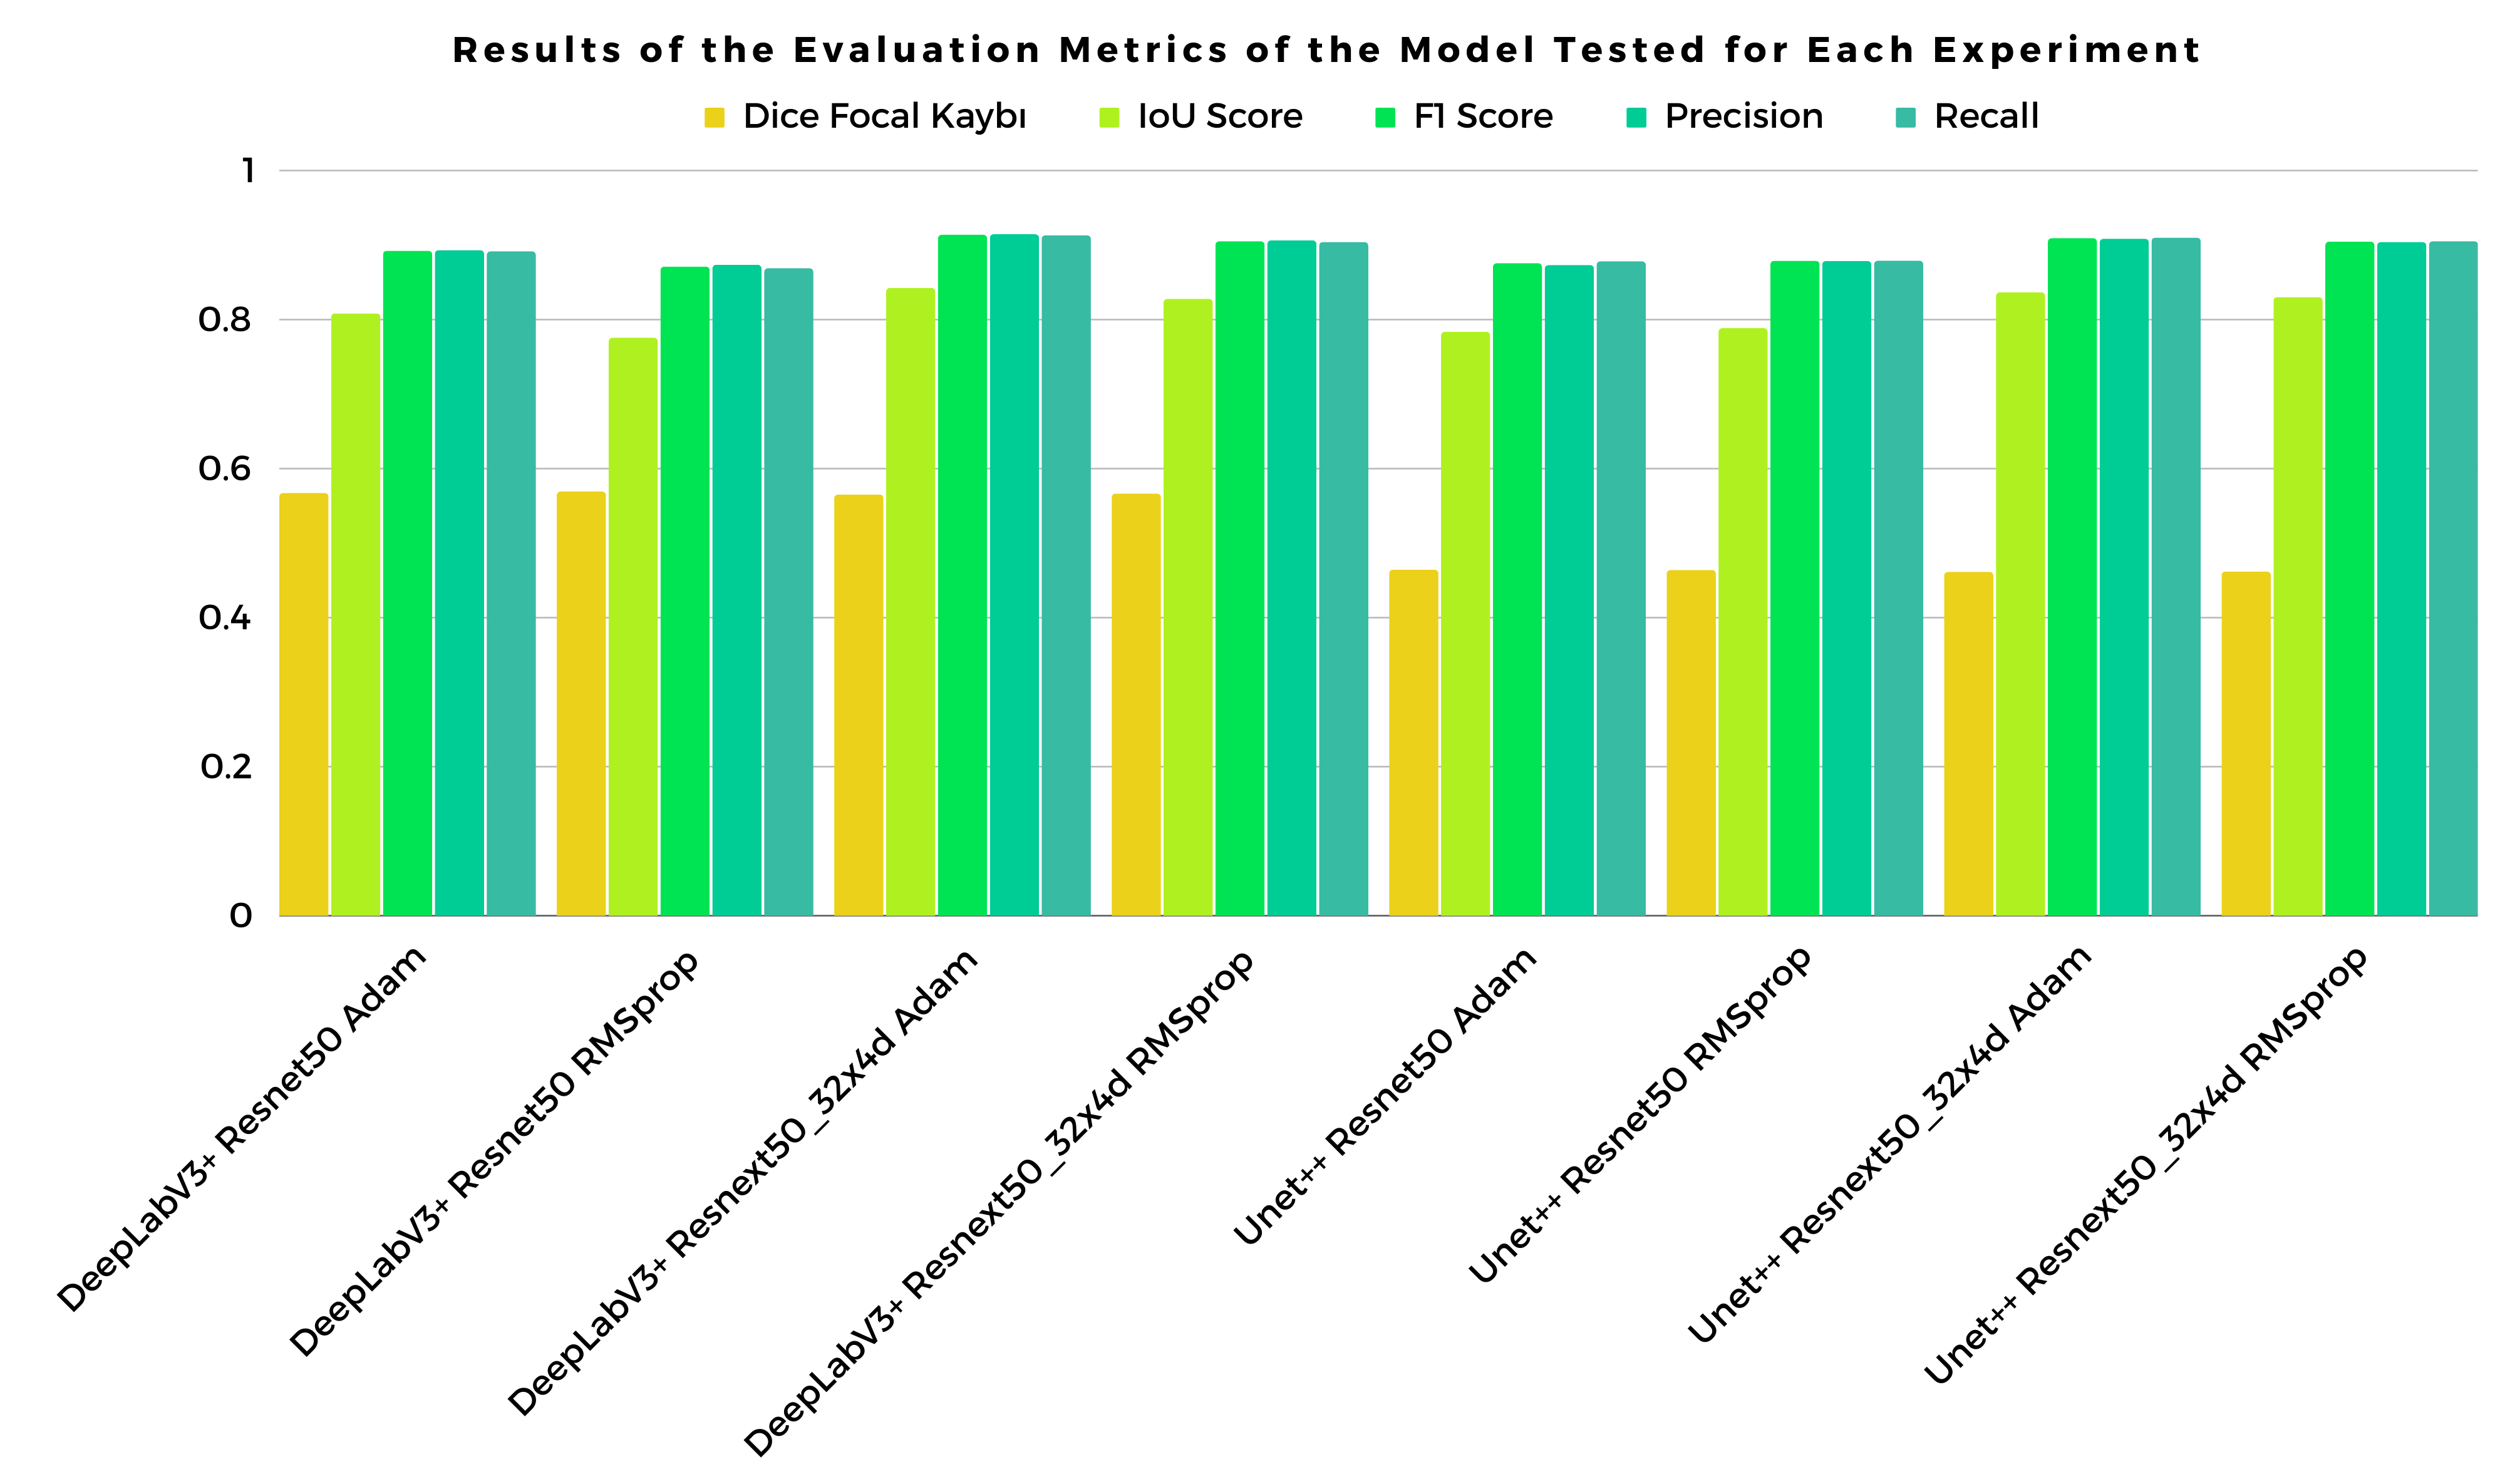 Results of the Evaluation Metrics of the Model Tested for Each Experiment
Dice Focal Kaybı IoU Score F1 Score Precision Recall
1
0.8
0.6
0.4
0.2
0
DeepLabV3+ Resnet50 Adam
DeepLabV3+ Resnet50 RMSprop
DeepLabV3+ Resnext50_32x4d Adam
DeepLabV3+ Resnext50_32x4d RMSprop
Unet++ Resnet50 Adam
Unet++ Resnet50 RMSprop
Unet++ Resnext50_32x4d Adam
Unet++ Resnext50_32x4d RMSprop